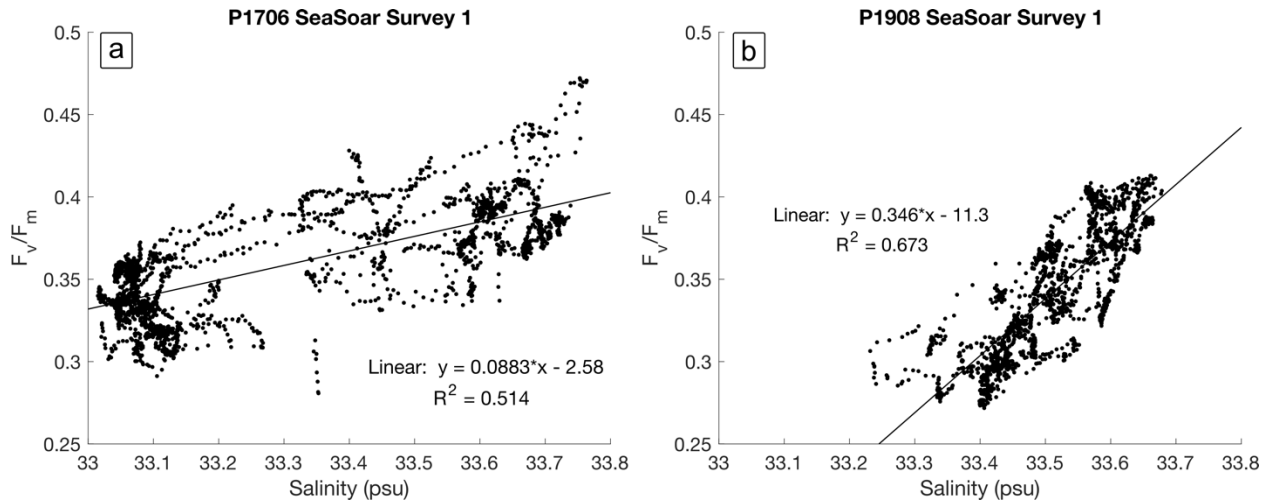 P1706 SeaSoar Survey 1
a
0.5
0.45
0.4
0.35
0.3
0.25
Fv/Fm
Linear: y = 0.0883*x - 2.58
R2 = 0.514
33 33.1 33.2 33.3 33.4 33.5 33.6 33.7 33.8
Salinity (psu)
P1908 SeaSoar Survey 1
b
0.5
0.45
0.4
0.35
0.3
0.25
Fv/Fm
Linear: y = 0.346*x - 11.3
R2 = 0.673
33 33.1 33.2 33.3 33.4 33.5 33.6 33.7 33.8
Salinity (psu)